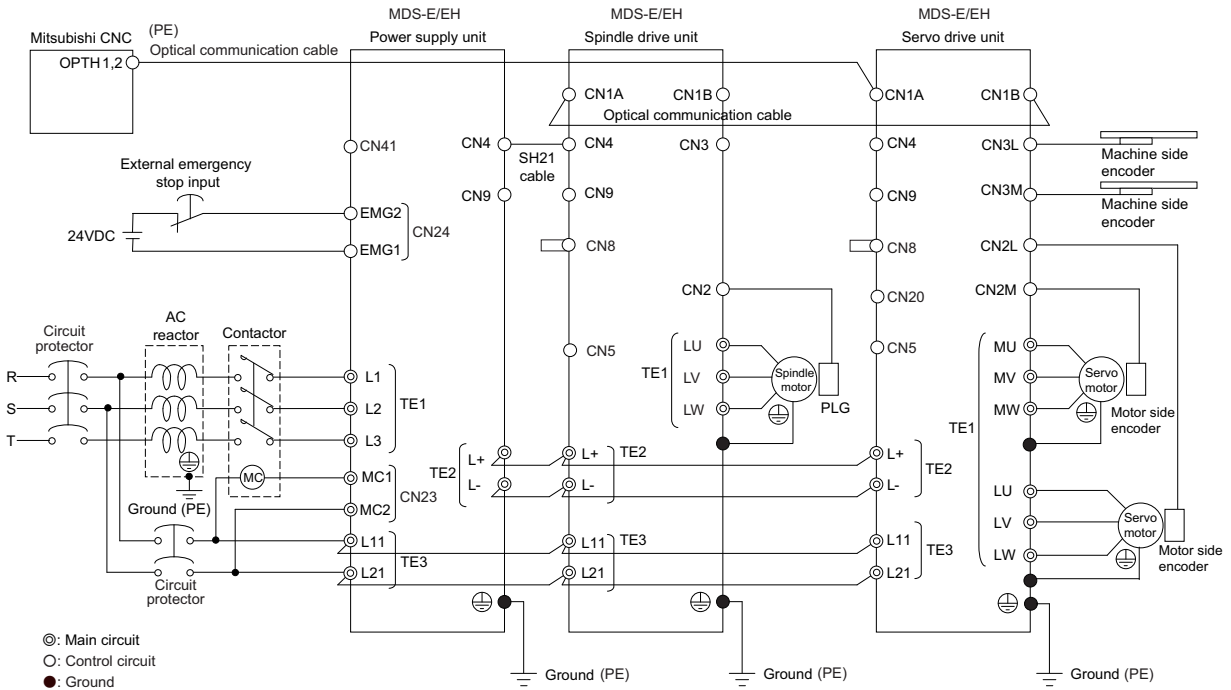 MDS-E/EH
Power supply unit
MDS-E/EH
Spindle drive unit
MDS-E/EH
Servo drive unit
Mitsubishi CNC
(PE)
Optical communication cable
OPTH 1,2
CN1A
CN1B
CN1A
CN1B
Optical communication cable
CN41
CN4
SH21
cable
CN4
CN3
CN4
CN3L
Machine side
encoder
External emergency
stop input
CN9
CN9
CN9
CN3M
Machine side
encoder
24VDC
EMG2
CN24
EMG1
CN8
CN8
CN2L
CN2
CN20
CN2M
Circuit
protector
AC
reactor
Contactor
CN5
CN5
R
S
T
L1
L2
L3
TE1
TE1
LU
LV
LW
Spindle
motor
PLG
TE1
MU
MV
MW
Servo
motor
Motor side
encoder
MC
MC1
CN23
MC2
Ground (PE)
TE2
L+
L-
L+
TE2
L-
L+
TE2
L-
LU
LV
LW
Servo
motor
Motor side
encoder
Circuit
protector
L11
TE3
L21
L11
TE3
L21
L11
TE3
L21
Ground (PE)
Ground (PE)
Ground (PE)
: Main circuit
: Control circuit
: Ground